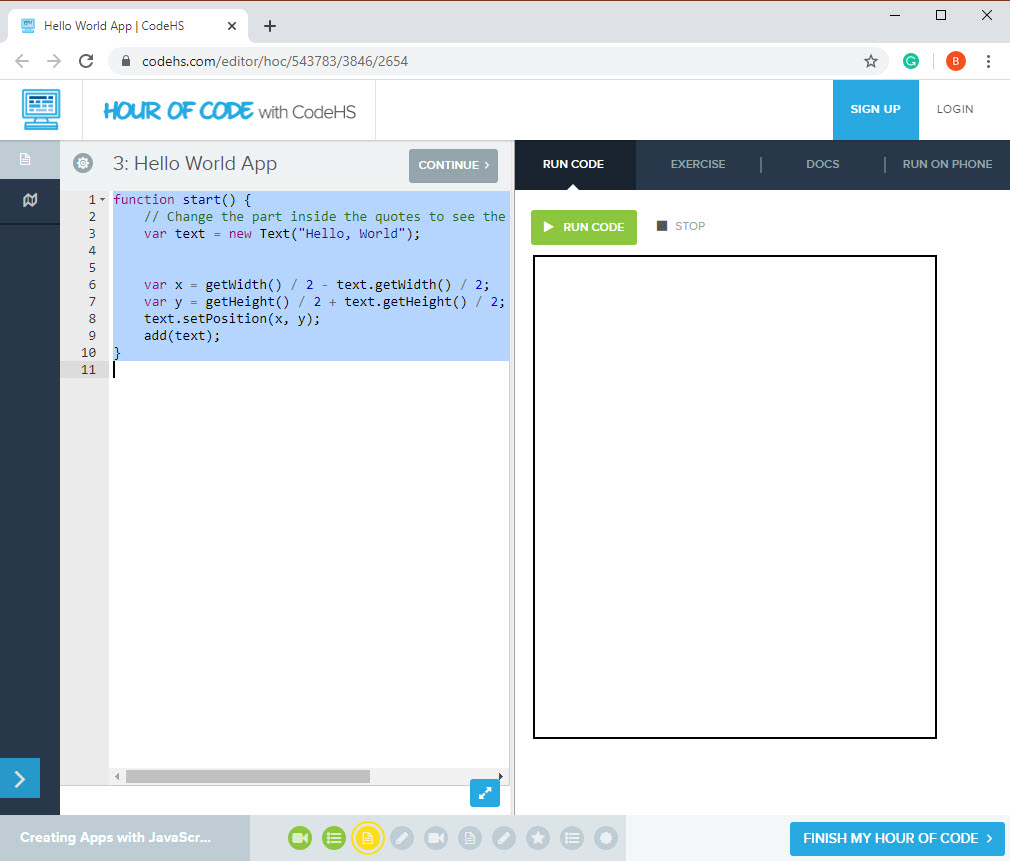 Hello World App | CodeHS
codehs.com/editor/hoc/543783/3846/2654
G
B
HOUR OF CODE with CodeHS
SIGN UP
LOGIN
3: Hello World App
CONTINUE
RUN CODE
EXERCISE
DOCS
RUN ON PHONE
RUN CODE
STOP
1 function start() {
2 // Change the part inside the quotes to see the
3 var text = new Text("Hello, World");
4
5
6 var x = getWidth() / 2 - text.getWidth() / 2;
7 var y = getHeight() / 2 + text.getHeight() / 2;
8 text.setPosition(x, y);
9 add(text);
10 }
11
Creating Apps with JavaScr...
FINISH MY HOUR OF CODE